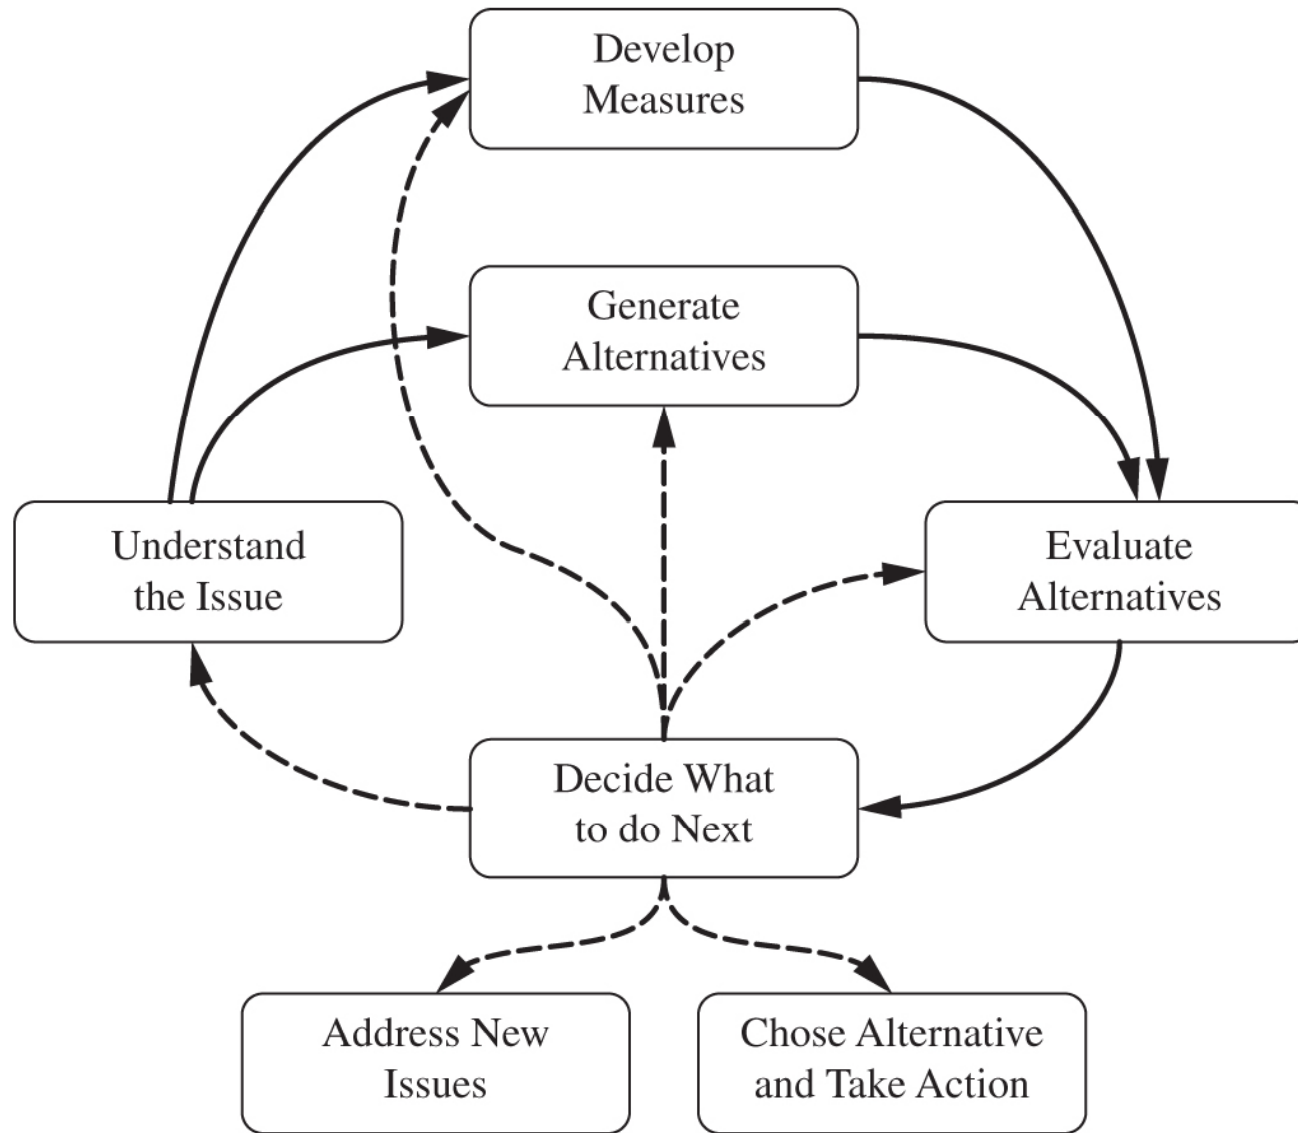 Develop
Measures
Generate
Alternatives
Understand
the Issue
Evaluate
Alternatives
Decide What
to do Next
Address New
Issues
Chose Alternative
and Take Action